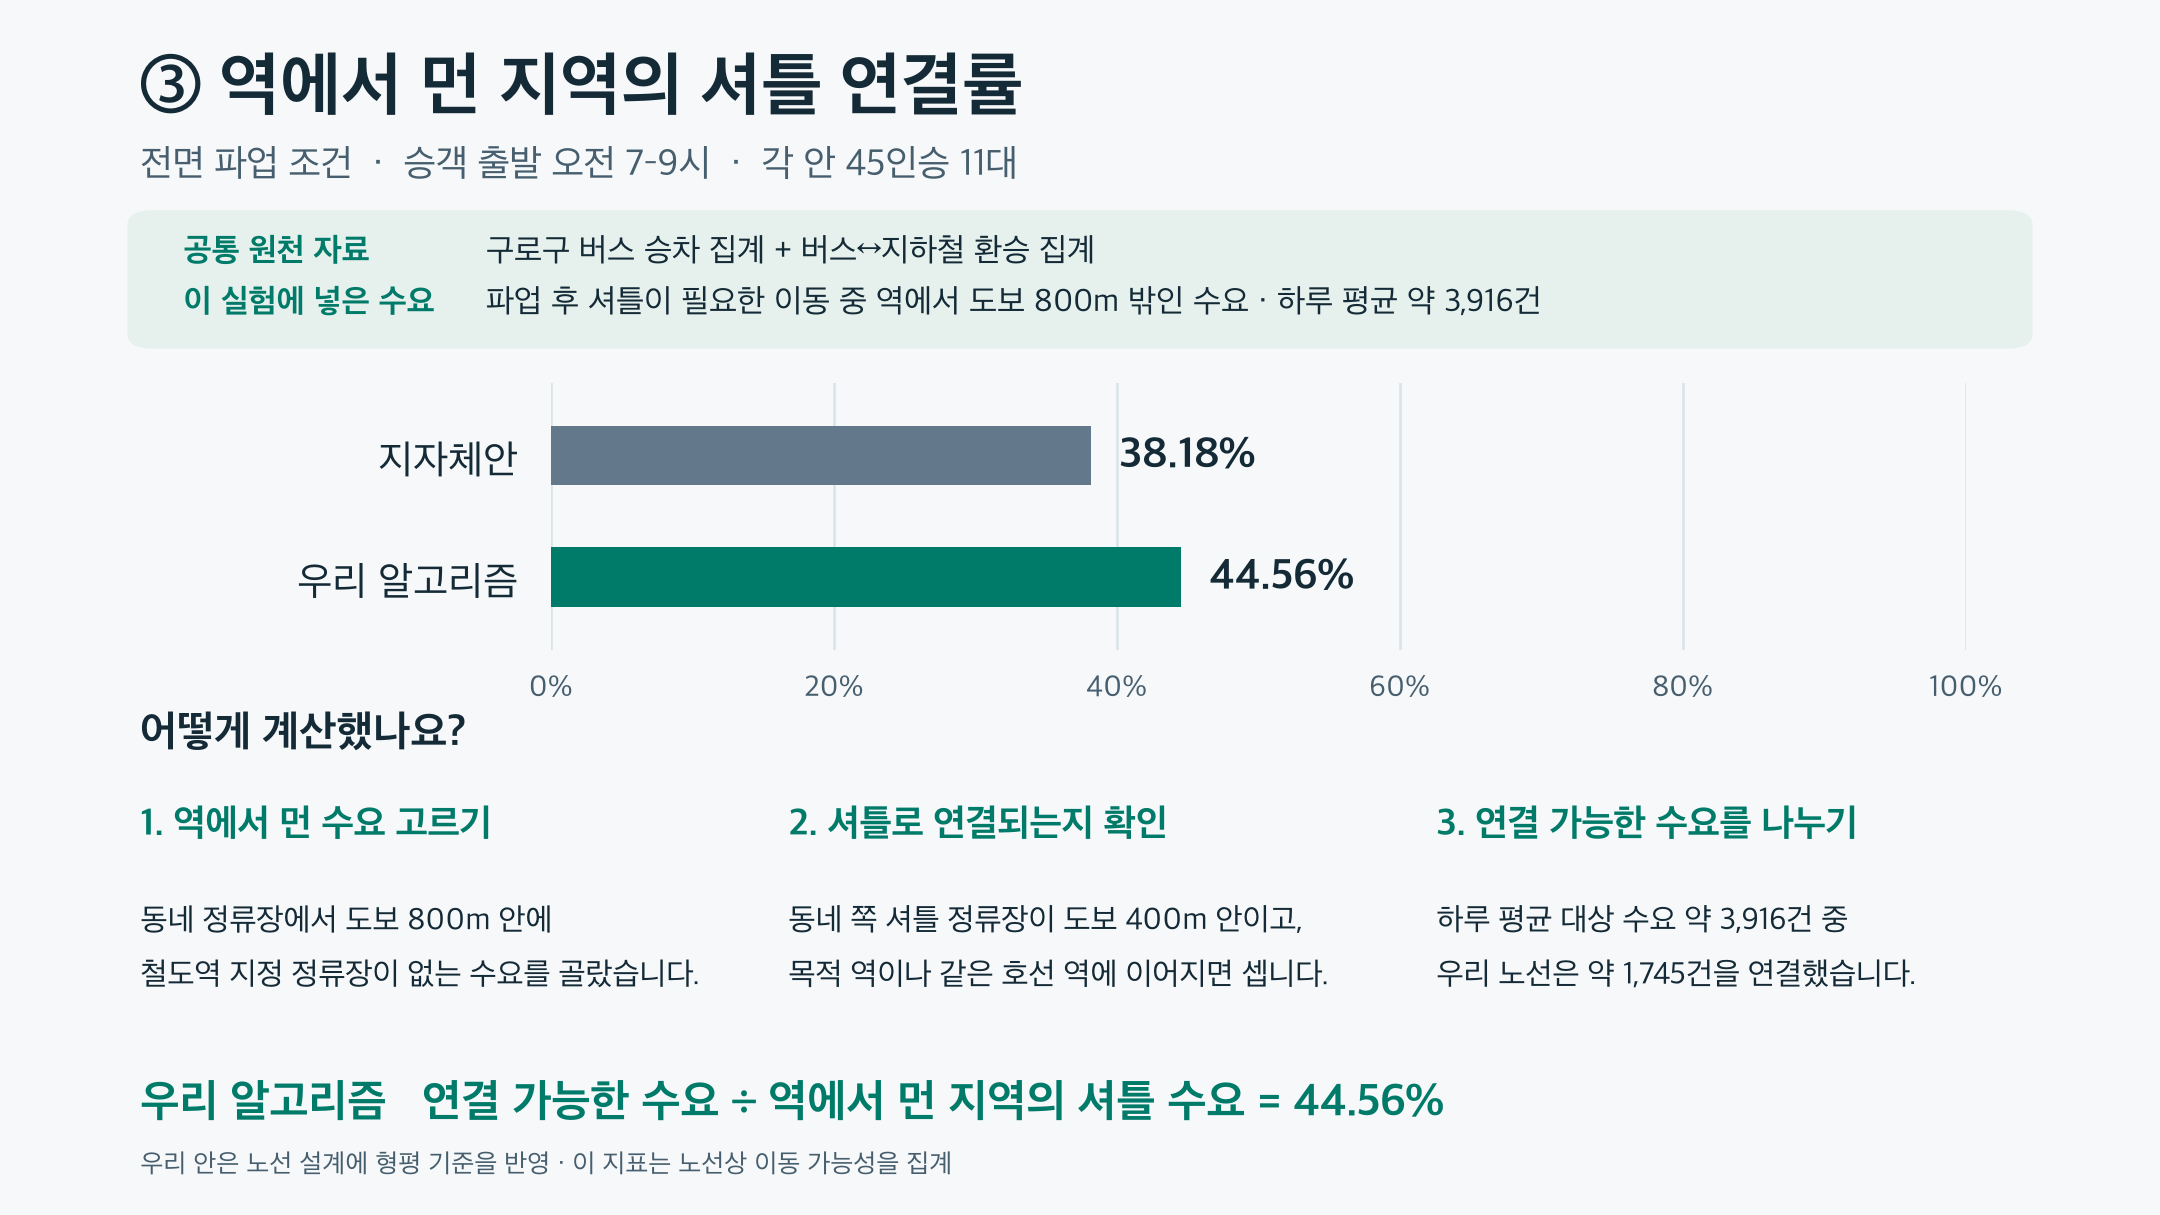 ③ 역에서 먼 지역의 셔틀 연결률
전면 파업 조건 · 승객 출발 오전 7-9시 · 각 안 45인승 11대
공통 원천 자료 구로구 버스 승차 집계 + 버스↔지하철 환승 집계
이 실험에 넣은 수요 파업 후 셔틀이 필요한 이동 중 역에서 도보 800m 밖인 수요 · 하루 평균 약 3,916건
지자체안 38.18%
우리 알고리즘 44.56%
0% 20% 40% 60% 80% 100%
어떻게 계산했나요?
1. 역에서 먼 수요 고르기
동네 정류장에서 도보 800m 안에
철도역 지정 정류장이 없는 수요를 골랐습니다.
2. 셔틀로 연결되는지 확인
동네 쪽 셔틀 정류장이 도보 400m 안이고,
목적 역이나 같은 호선 역에 이어지면 셉니다.
3. 연결 가능한 수요를 나누기
하루 평균 대상 수요 약 3,916건 중
우리 노선은 약 1,745건을 연결했습니다.
우리 알고리즘 연결 가능한 수요 ÷ 역에서 먼 지역의 셔틀 수요 = 44.56%
우리 안은 노선 설계에 형평 기준을 반영 · 이 지표는 노선상 이동 가능성을 집계